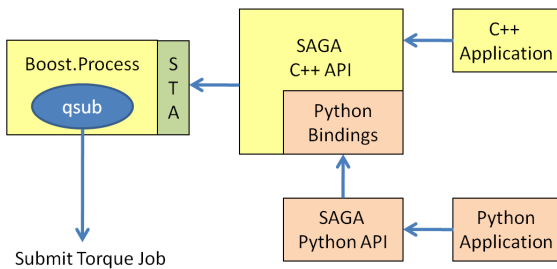 Boost.Process
qsub
S
T
A
SAGA
C++ API
Python
Bindings
C++
Application
SAGA
Python API
Python
Application
Submit Torque Job